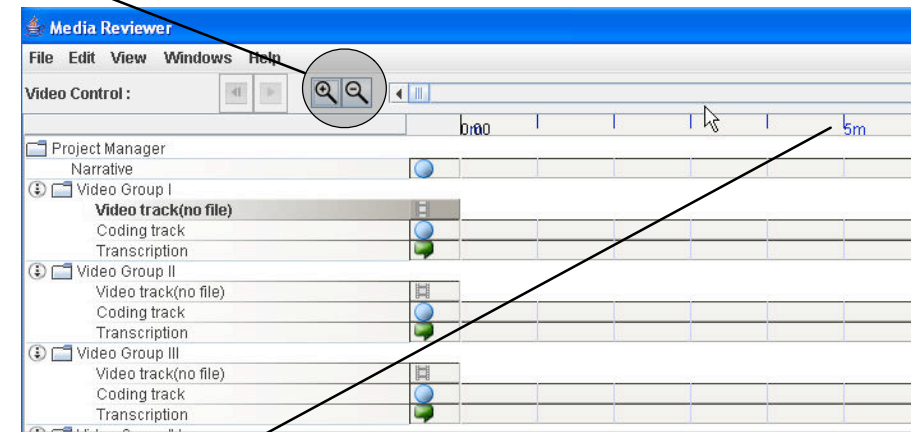 Media Reviewer
File Edit View Windows Help
Video Control :
5m
Project Manager
Narrative
Video Group I
Video track(no file)
Coding track
Transcription
Video Group II
Video track(no file)
Coding track
Transcription
Video Group III
Video track(no file)
Coding track
Transcription